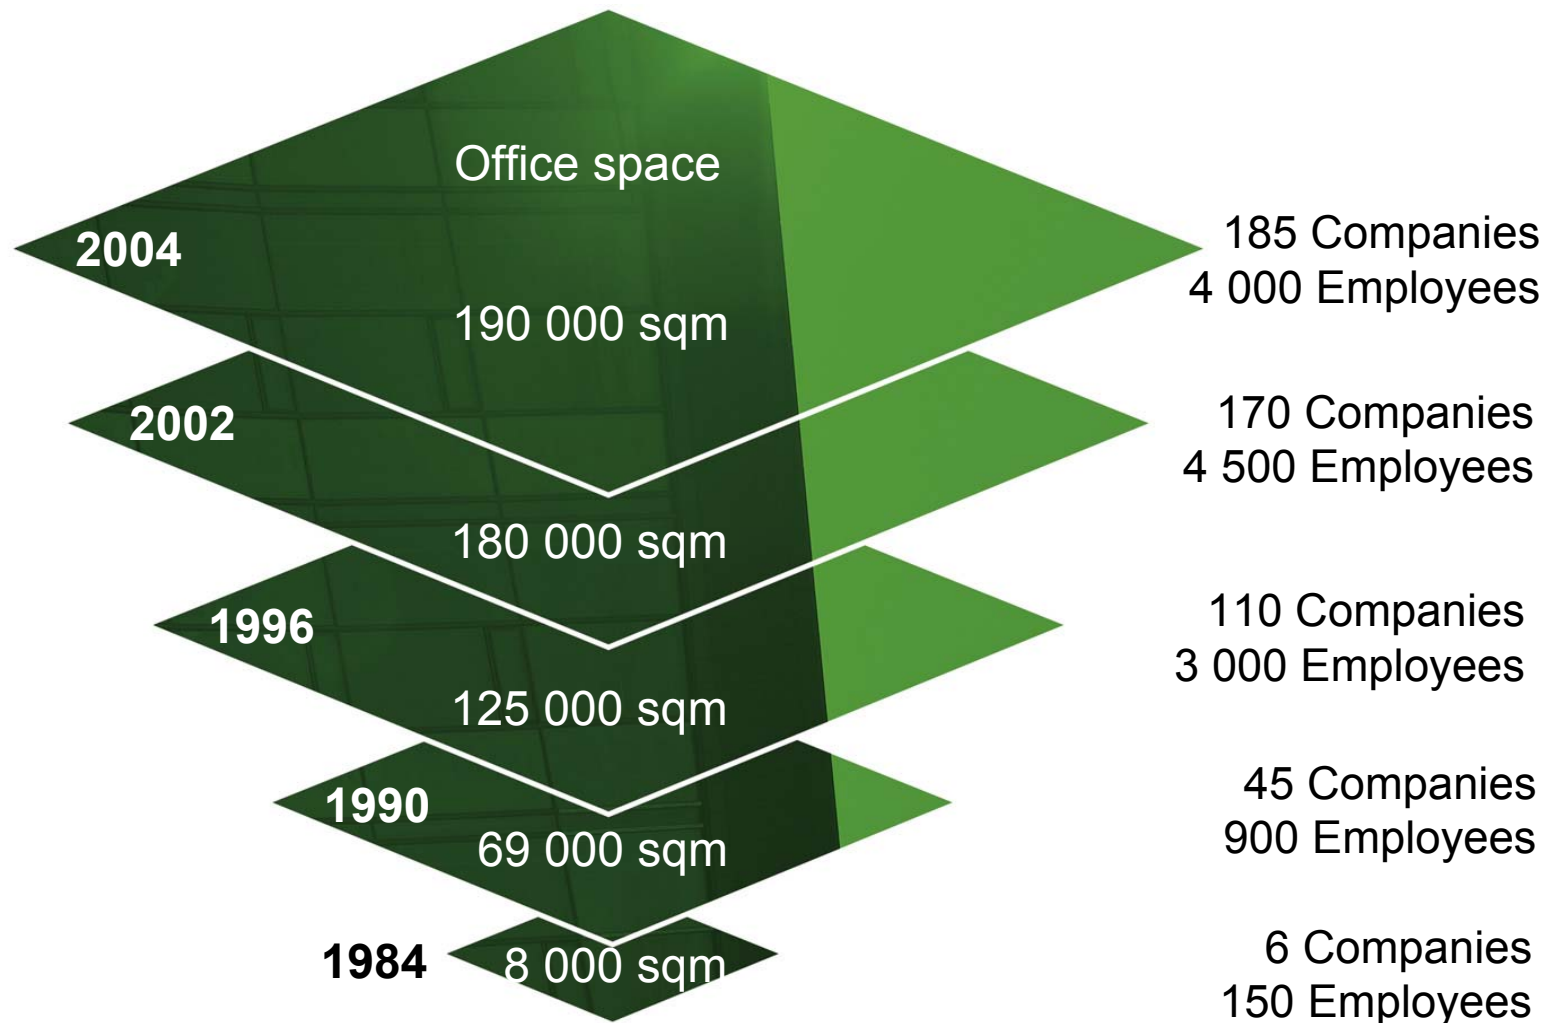 Office space
2004
190 000 sqm
185 Companies
4 000 Employees
2002
180 000 sqm
170 Companies
4 500 Employees
1996
125 000 sqm
110 Companies
3 000 Employees
1990
69 000 sqm
45 Companies
900 Employees
1984
8 000 sqm
6 Companies
150 Employees